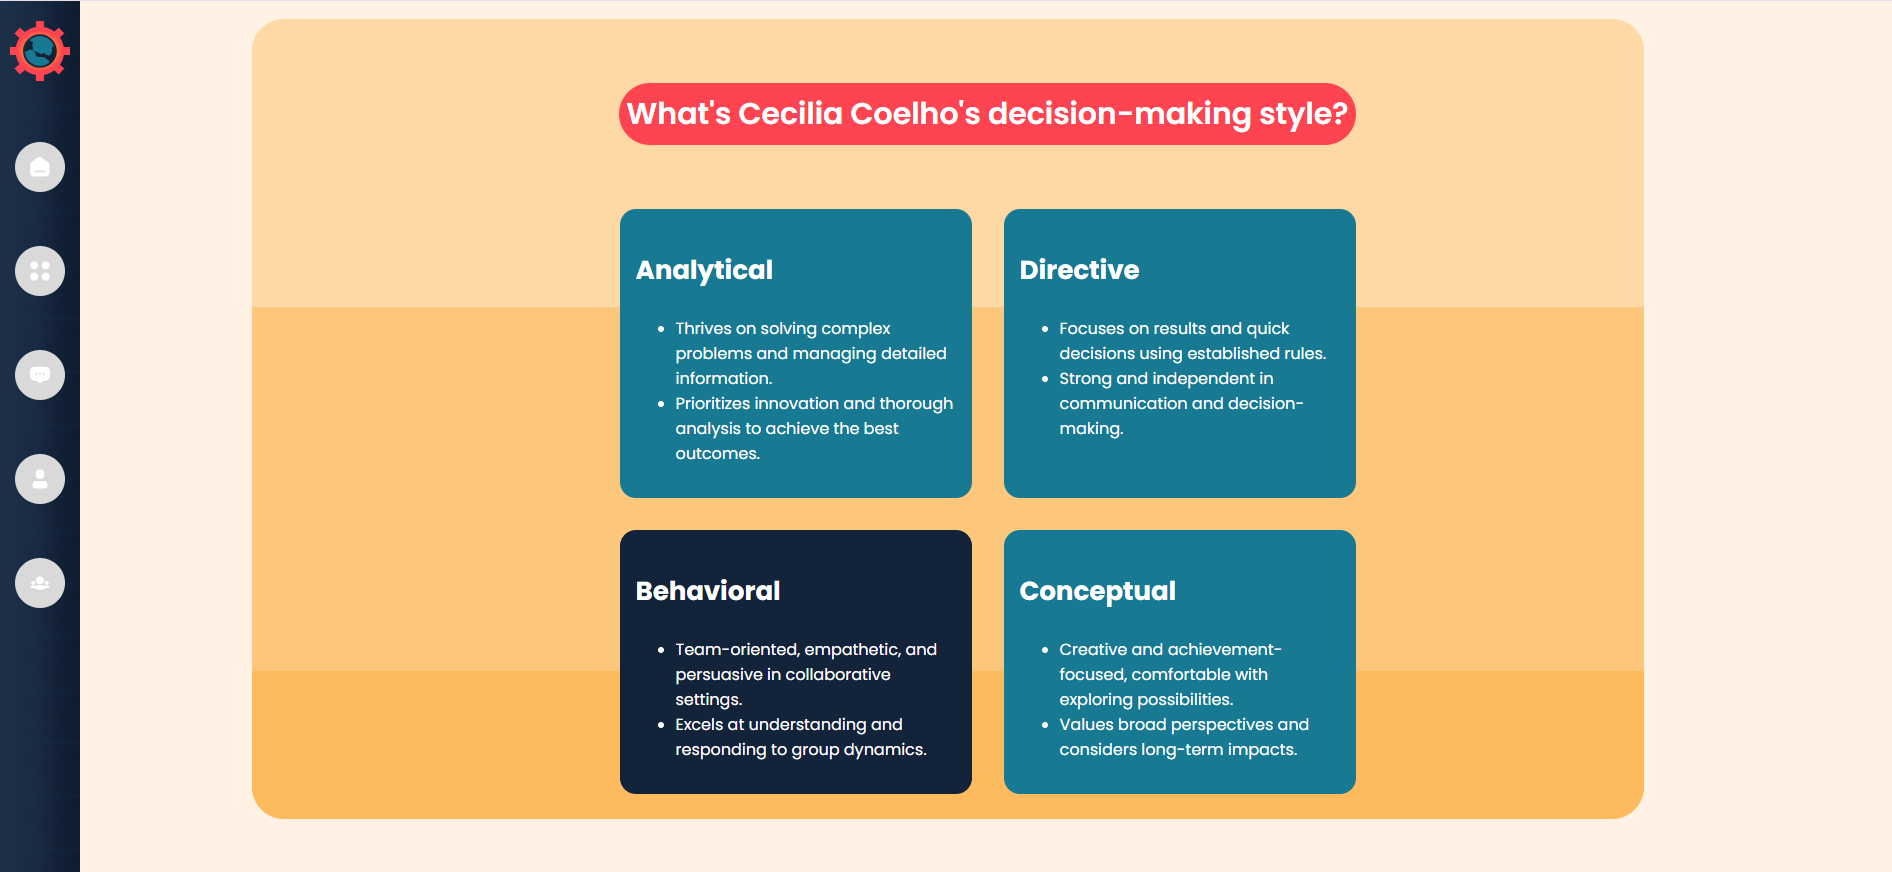 What's Cecilia Coelho's decision-making style?
Analytical
• Thrives on solving complex
problems and managing detailed
information.
• Prioritizes innovation and thorough
analysis to achieve the best
outcomes.
Directive
• Focuses on results and quick
decisions using established rules.
• Strong and independent in
communication and decision-
making.
Behavioral
• Team-oriented, empathetic, and
persuasive in collaborative
settings.
• Excels at understanding and
responding to group dynamics.
Conceptual
• Creative and achievement-
focused, comfortable with
exploring possibilities.
• Values broad perspectives and
considers long-term impacts.